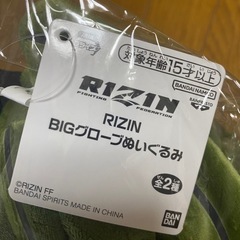 対象年齢15才以上
BANDAI NAMCO
RIZIN
FIGHTING FEDERATION
RIZIN
BIGグローブぬいぐるみ
全2種
©RIZIN FF
BANDAI SPIRITS MADE IN CHINA
BANDAI